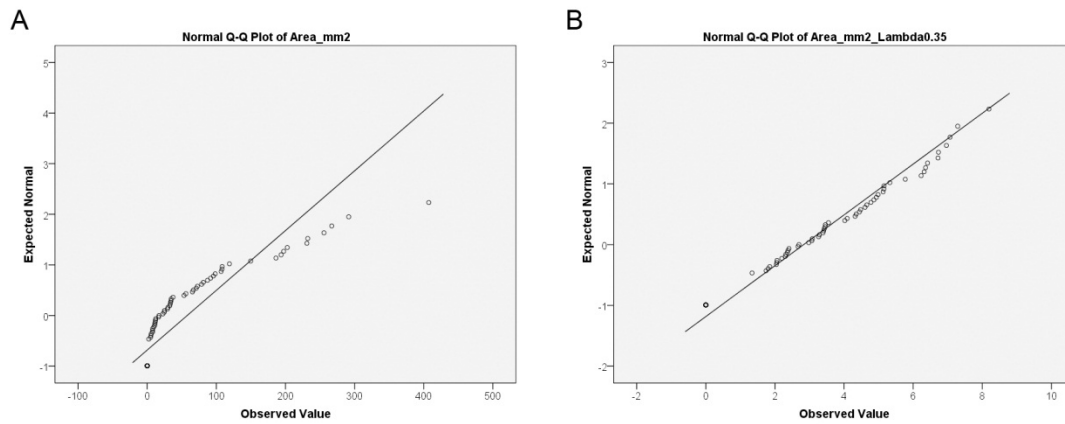 A
Normal Q-Q Plot of Area_mm2
Expected Normal
5
4
3
2
1
0
-1
-100 0 100 200 300 400 500
Observed Value
B
Normal Q-Q Plot of Area_mm2_Lambda0.35
Expected Normal
3
2
1
0
-1
-2
-2 0 2 4 6 8 10
Observed Value